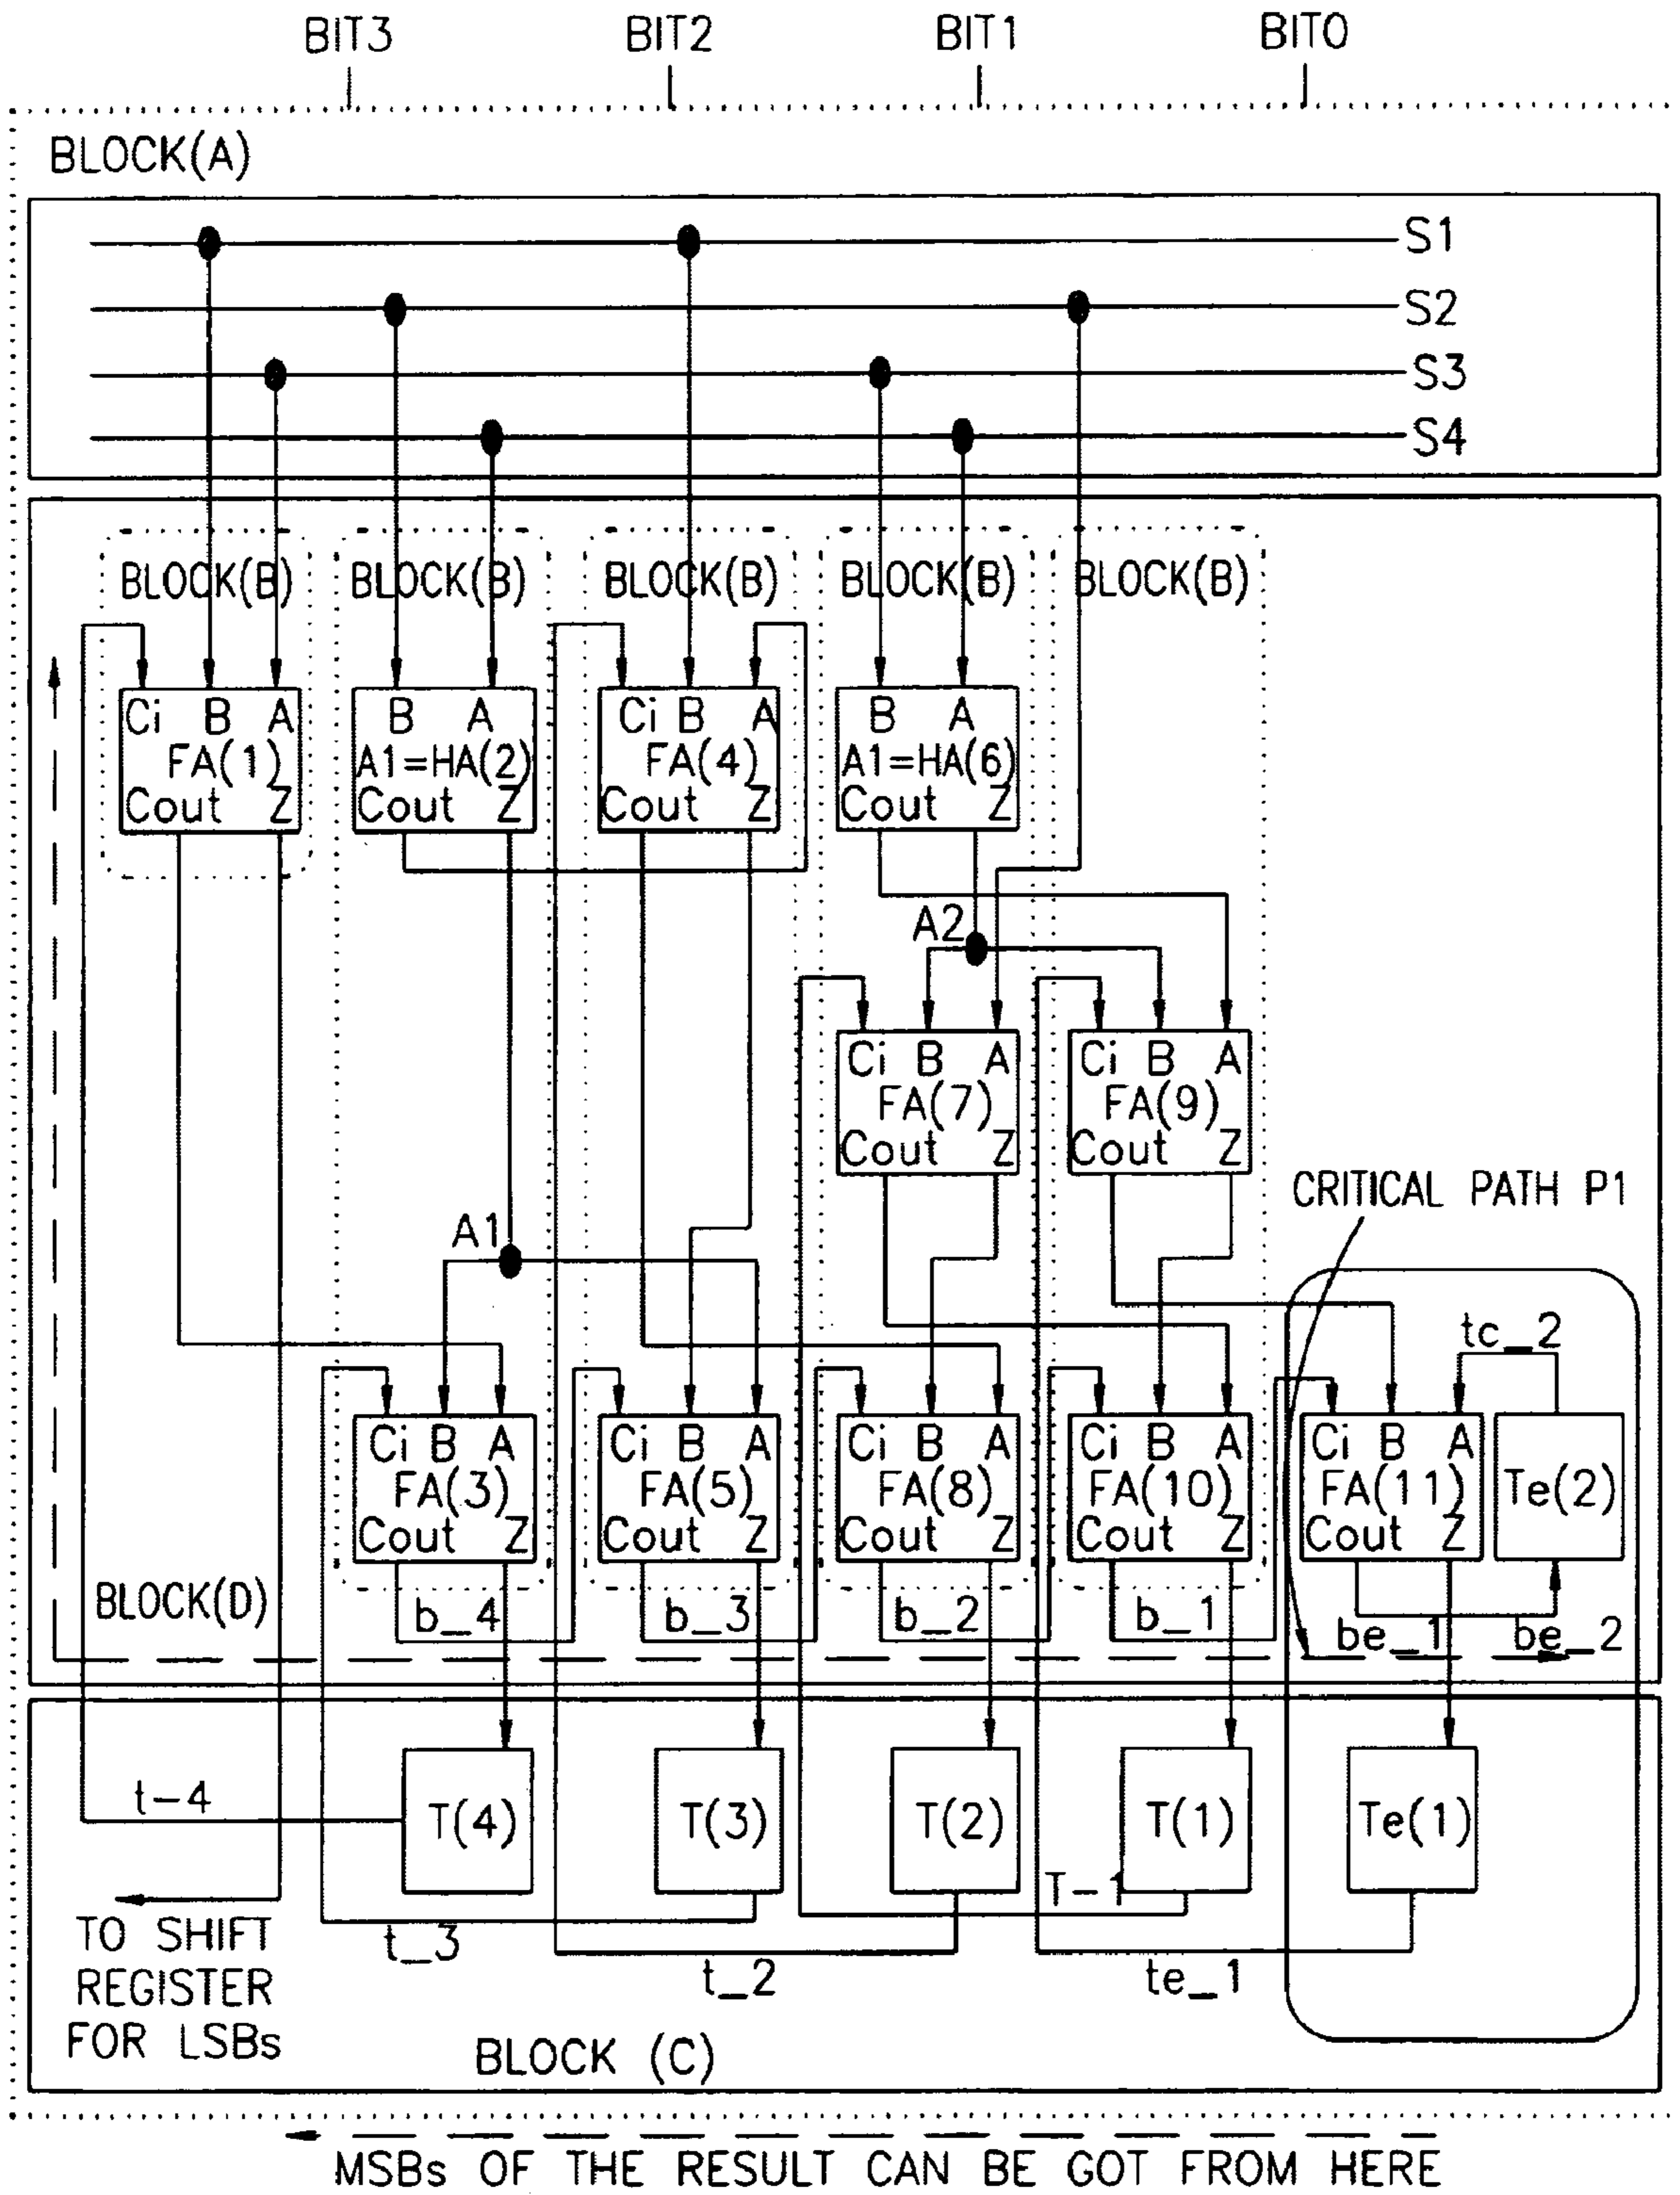 BIT3 BIT2 BIT1 BIT0
BLOCK(A)
S1
S2
S3
S4
BLOCK(B) BLOCK(B) BLOCK(B) BLOCK(B) BLOCK(B)
Ci B A B A Ci B A B A
FA(1) A1=HA(2) FA(4) A1=HA(6)
Cout Z Cout Z Cout Z Cout Z
A2
Ci B A Ci B A
FA(7) FA(9)
Cout Z Cout Z
CRITICAL PATH P1
A1
tc_2
Ci B A Ci B A Ci B A Ci B A Ci B A
FA(3) FA(5) FA(8) FA(10) FA(11) Te(2)
Cout Z Cout Z Cout Z Cout Z Cout Z
BLOCK(D) b_4 b_3 b_2 b_1 be_1 be_2
t-4 T(4) T(3) T(2) T(1) Te(1)
T-1
TO SHIFT
REGISTER
FOR LSBs
t_3 t_2 te_1
BLOCK (C)
MSBs OF THE RESULT CAN BE GOT FROM HERE